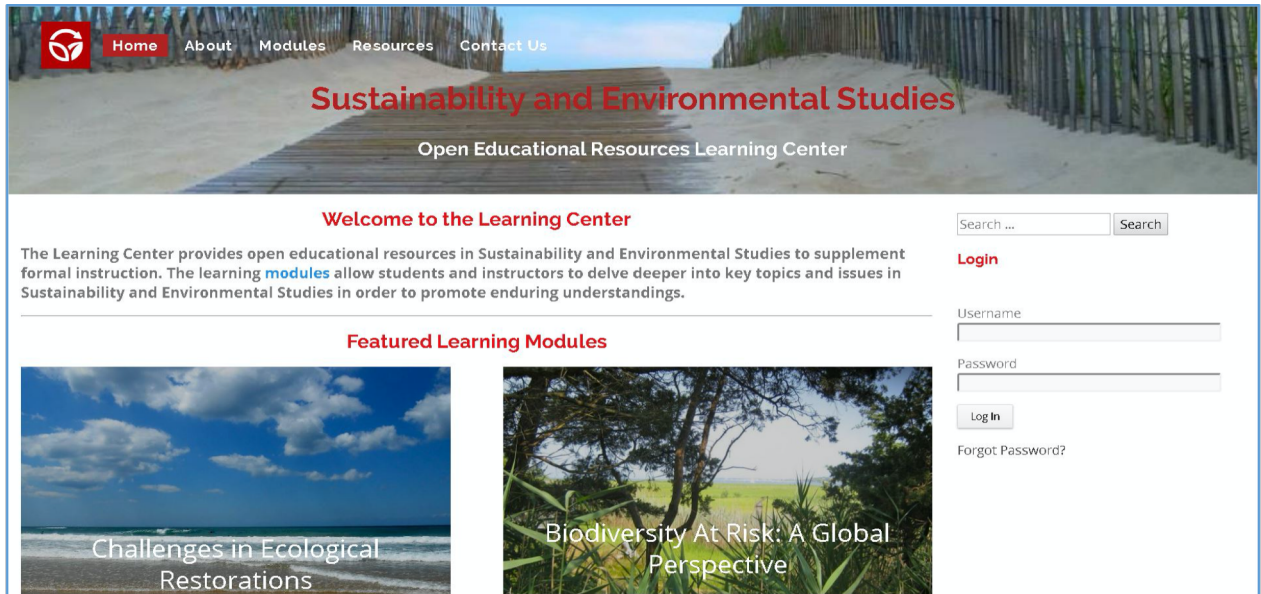 Home About Modules Resources Contact Us
Sustainability and Environmental Studies
Open Educational Resources Learning Center
Welcome to the Learning Center
The Learning Center provides open educational resources in Sustainability and Environmental Studies to supplement
formal instruction. The learning modules allow students and instructors to delve deeper into key topics and issues in
Sustainability and Environmental Studies in order to promote enduring understandings.
Featured Learning Modules
Challenges in Ecological
Restorations
Biodiversity At Risk: A Global
Perspective
Search ... Search
Login
Username
Password
Log In
Forgot Password?